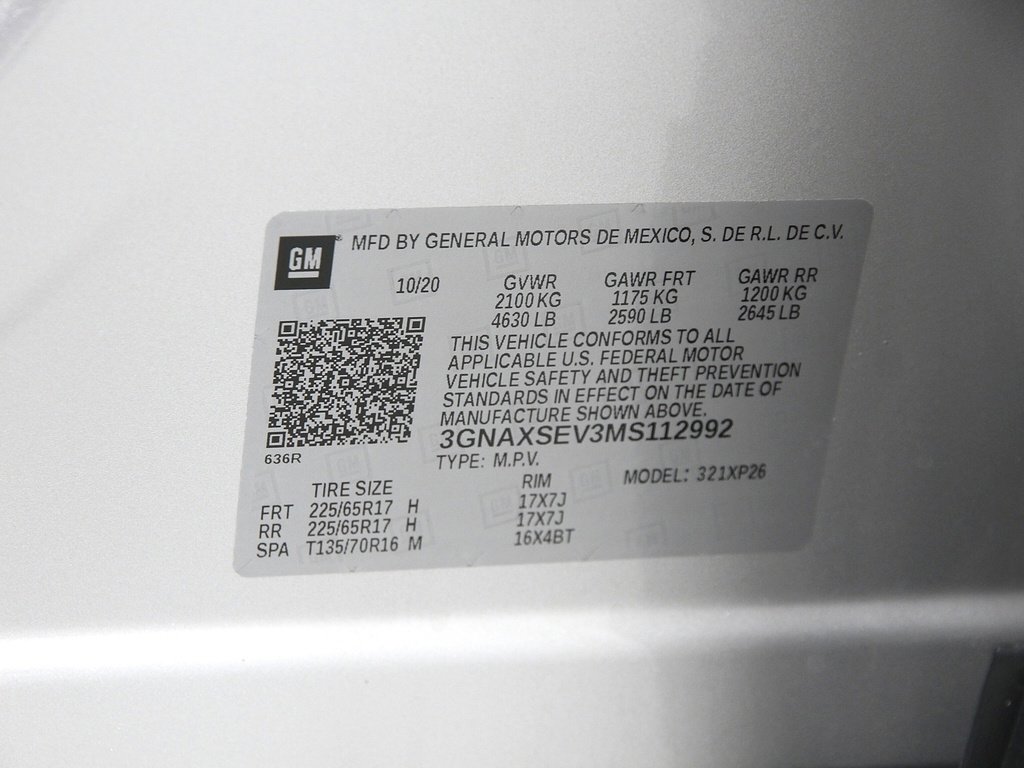 GM ® MFD BY GENERAL MOTORS DE MEXICO, S. DE R.L. DE C.V.
10/20 GVWR GAWR FRT GAWR RR
2100 KG 1175 KG 1200 KG
4630 LB 2590 LB 2645 LB
THIS VEHICLE CONFORMS TO ALL
APPLICABLE U.S. FEDERAL MOTOR
VEHICLE SAFETY AND THEFT PREVENTION
STANDARDS IN EFFECT ON THE DATE OF
MANUFACTURE SHOWN ABOVE.
3GNAXSEV3MS112992
636R
TYPE: M.P.V. MODEL: 321XP26
TIRE SIZE RIM
FRT 225/65R17 H 17X7J
RR 225/65R17 H 17X7J
SPA T135/70R16 M 16X4BT